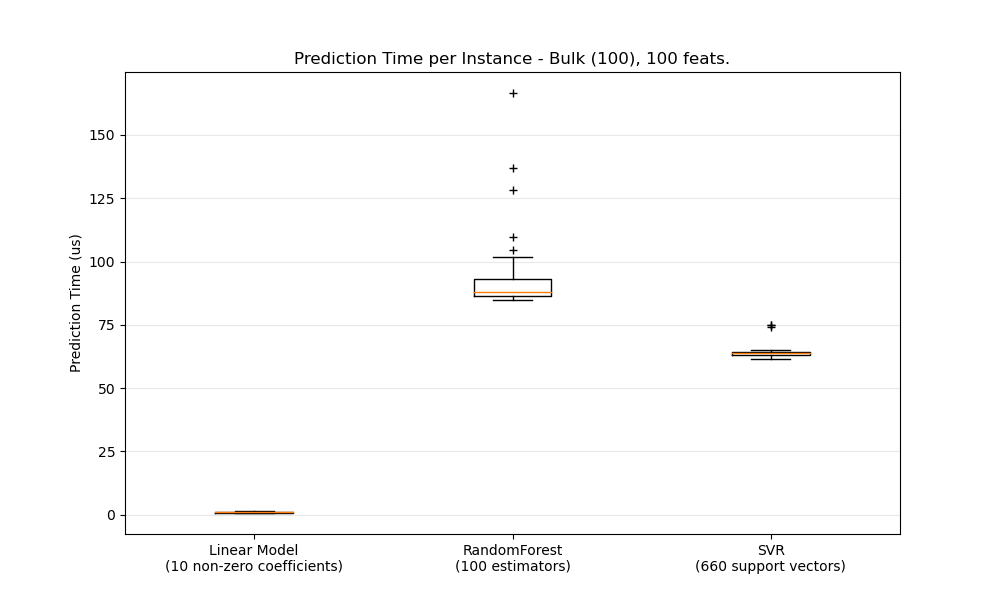 Prediction Time per Instance - Bulk (100), 100 feats.
Prediction Time (us)
150
125
100
75
50
25
0
Linear Model
(10 non-zero coefficients)
RandomForest
(100 estimators)
SVR
(660 support vectors)